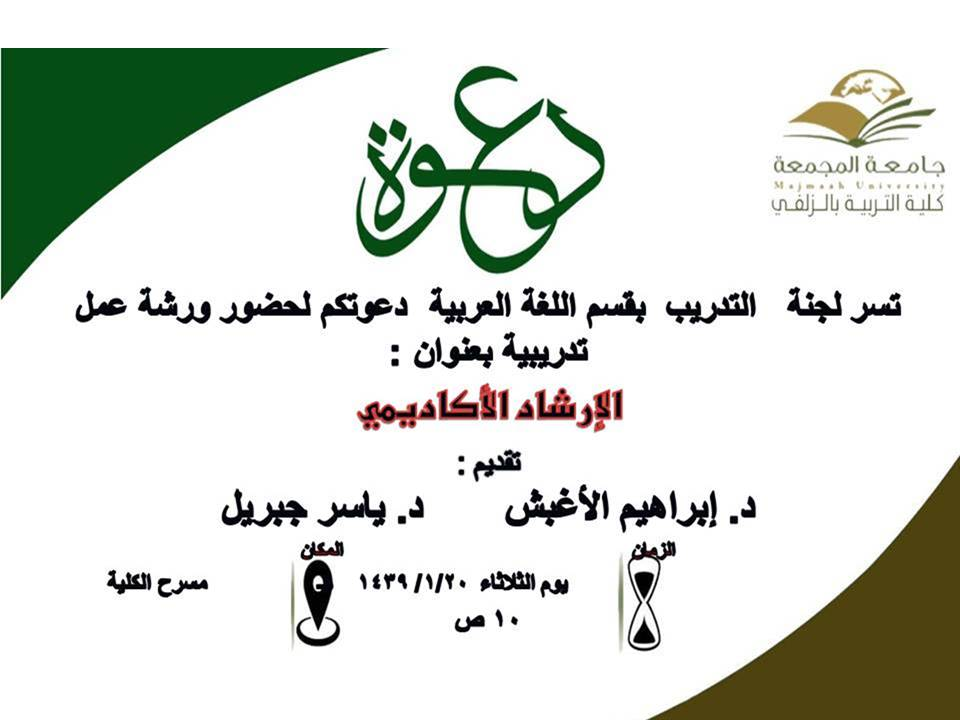 دعوة
جامعة المجمعة
Majmaah University
كلية التربية بالزلفي
تسر لجنة التدريب بقسم اللغة العربية دعوتكم لحضور ورشة عمل
تدريبية بعنوان :
الإرشاد الأكاديمي
تقديم :
د. إبراهيم الأغبش د. ياسر جبريل
الزمان المكان
يوم الثلاثاء ١/٢٠/ ١٤٣٩ مسرح الكلية
١٠ ص